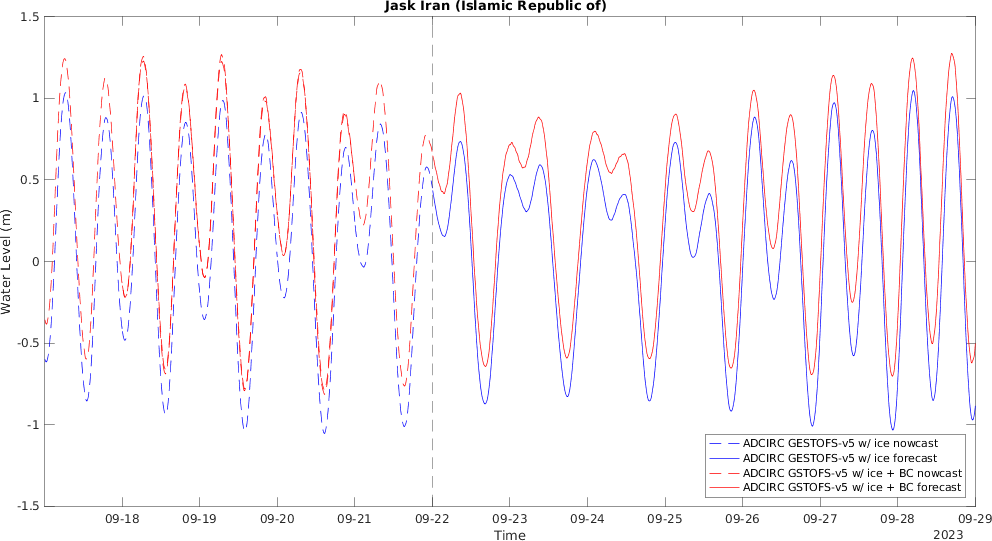 Jask Iran (Islamic Republic of)
1.5
1
0.5
0
-0.5
-1
-1.5
Water Level (m)
ADCIRC GESTOFS-v5 w/ ice nowcast
ADCIRC GESTOFS-v5 w/ ice forecast
ADCIRC GSTOFS-v5 w/ ice + BC nowcast
ADCIRC GSTOFS-v5 w/ ice + BC forecast
09-18 09-19 09-20 09-21 09-22 09-23 09-24 09-25 09-26 09-27 09-28 09-29
Time
2023